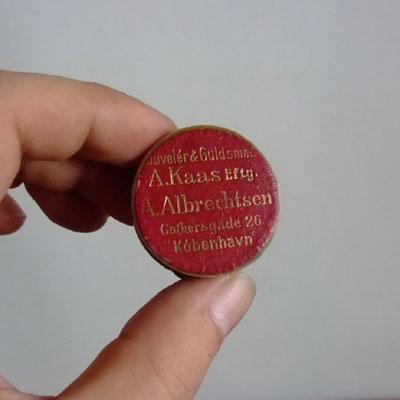 Juvelér & Guldsmed
A. Kaas Eftg.
A. Albrechtsen
Gothersgade 26
København